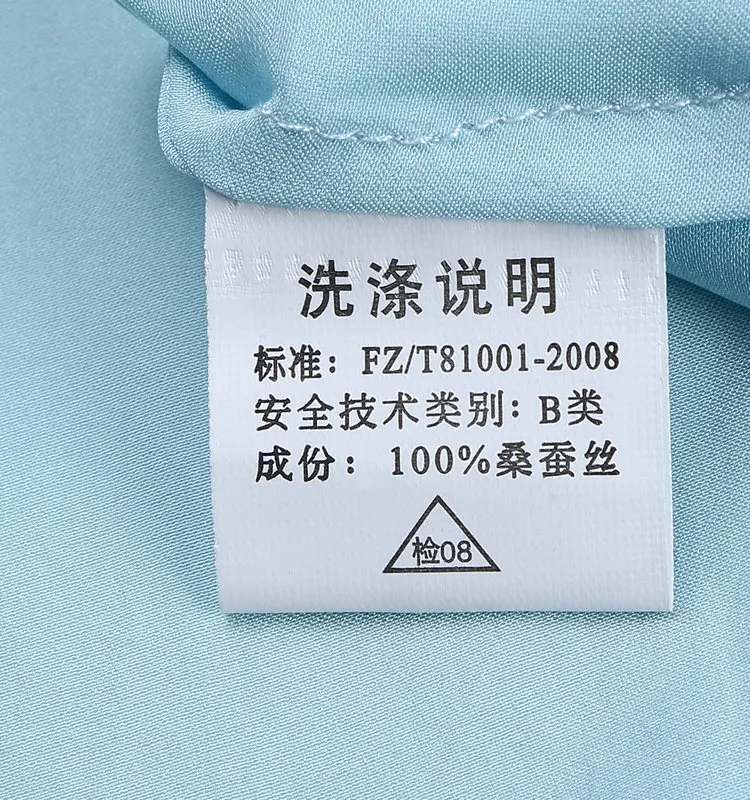 洗涤说明
标准：FZ/T81001-2008
安全技术类别：B类
成份：100%桑蚕丝
检08